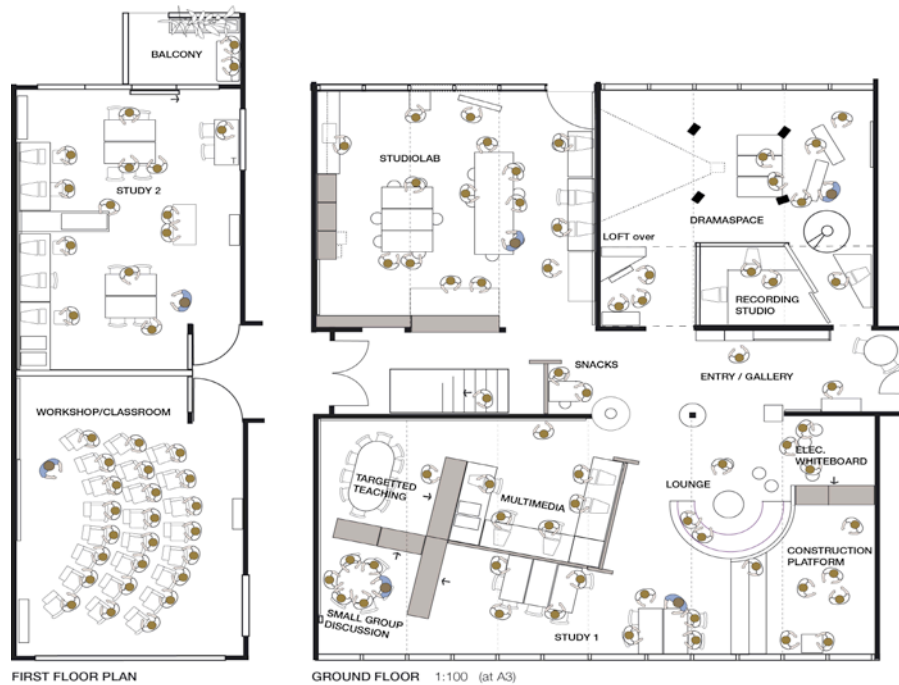 BALCONY
STUDY 2
WORKSHOP/CLASSROOM
FIRST FLOOR PLAN
STUDIOLAB
DRAMASPACE
LOFT over
RECORDING
STUDIO
SNACKS
ENTRY / GALLERY
TARGETTED
TEACHING
MULTIMEDIA
LOUNGE
ELEC.
WHITEBOARD
CONSTRUCTION
PLATFORM
SMALL GROUP
DISCUSSION
STUDY 1
GROUND FLOOR 1:100 (at A3)
T